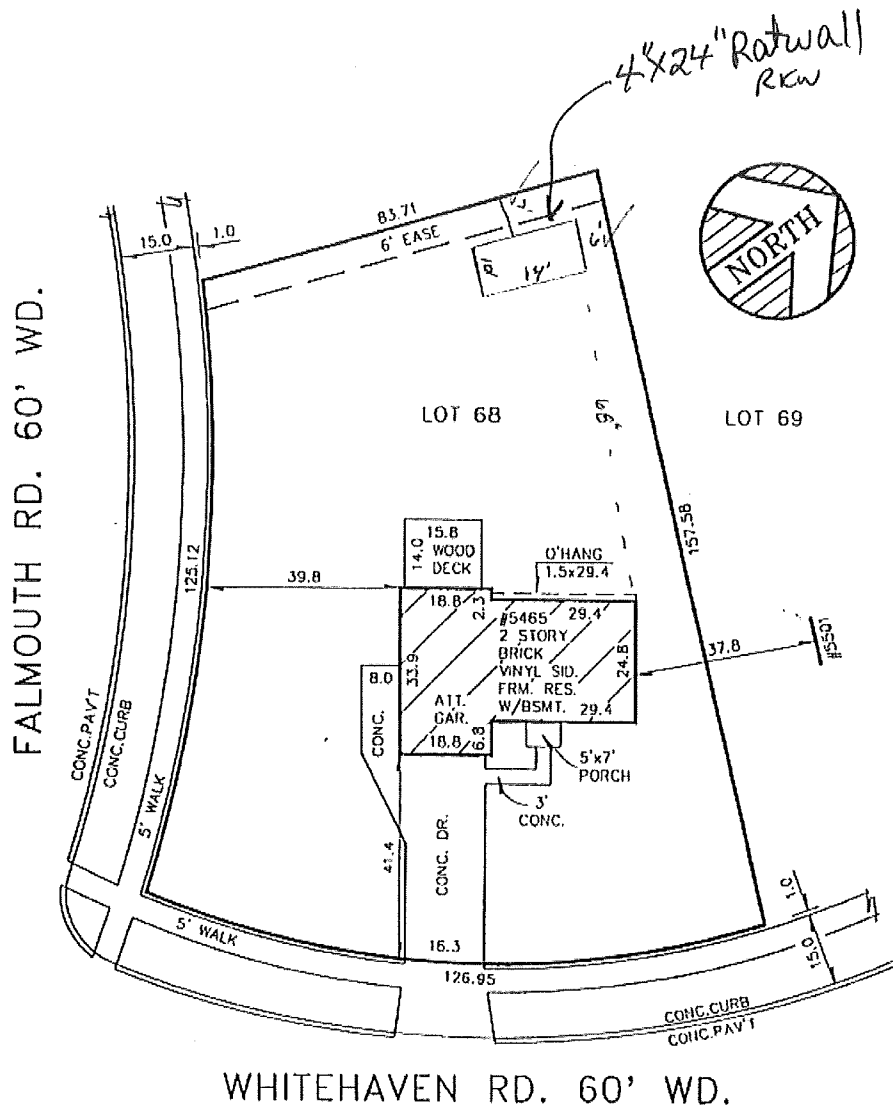 4"X24" Ratwall
RKW
NORTH
83.71
6' EASE
15.0
1.0
6'
14'
FALMOUTH RD. 60' WD.
LOT 68
LOT 69
66'
157.58
125.12
39.8
14.0
15.8
WOOD
DECK
O'HANG
1.5x29.4
18.8
2.3
29.4
#5465
2 STORY
BRICK
VINYL SID.
FRM. RES.
W/BSMT.
33.9
24.8
37.8
#5501
8.0
ATT.
GAR.
29.4
18.8
6.8
CONC.
5'x7'
PORCH
3'
CONC.
CONC.PAV'T
CONC.CURB
5' WALK
41.4
CONC. DR.
5' WALK
16.3
126.95
1.0
15.0
CONC.CURB
CONC.PAV'T
WHITEHAVEN RD. 60' WD.